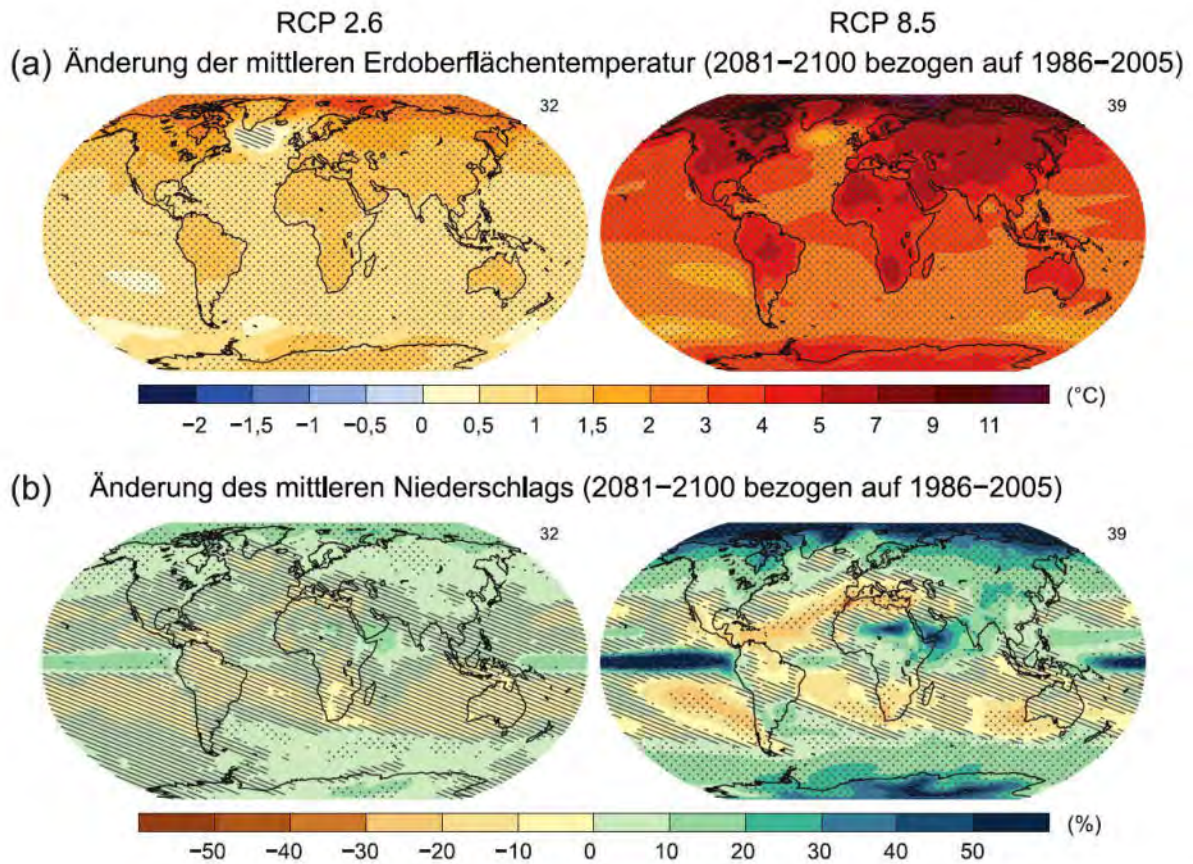 RCP 2.6 RCP 8.5
(a) Änderung der mittleren Erdoberflächentemperatur (2081−2100 bezogen auf 1986−2005)
32 39
(°C)
−2 −1,5 −1 −0,5 0 0,5 1 1,5 2 3 4 5 7 9 11
(b) Änderung des mittleren Niederschlags (2081−2100 bezogen auf 1986−2005)
32 39
(%)
−50 −40 −30 −20 −10 0 10 20 30 40 50